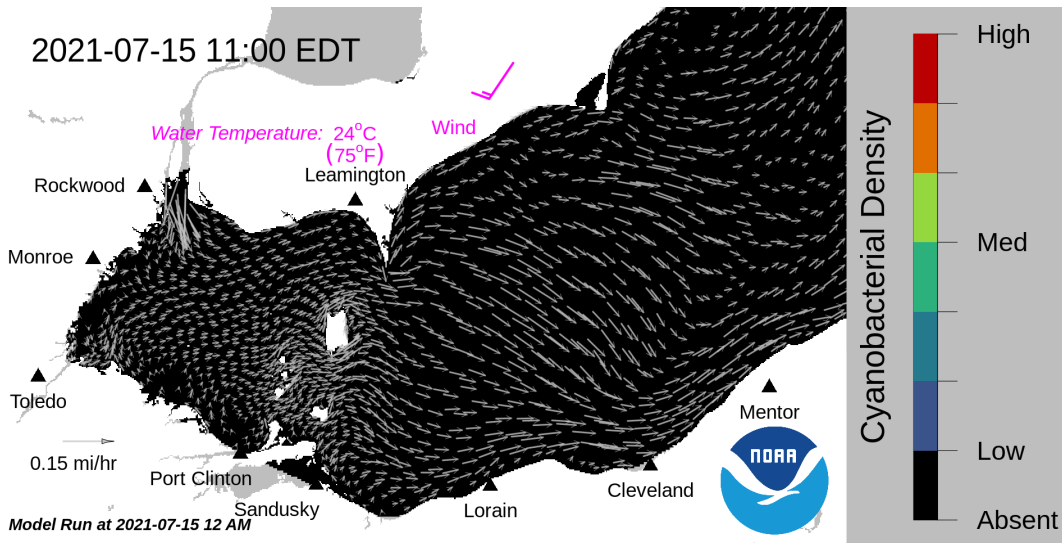 2021-07-15 11:00 EDT
High
Wind
Water Temperature: 24°C
(75°F)
Leamington
Rockwood
Monroe
Med
Cyanobacterial Density
Toledo
Mentor
0.15 mi/hr
NOAA
Low
Port Clinton
Cleveland
Sandusky
Lorain
Absent
Model Run at 2021-07-15 12 AM